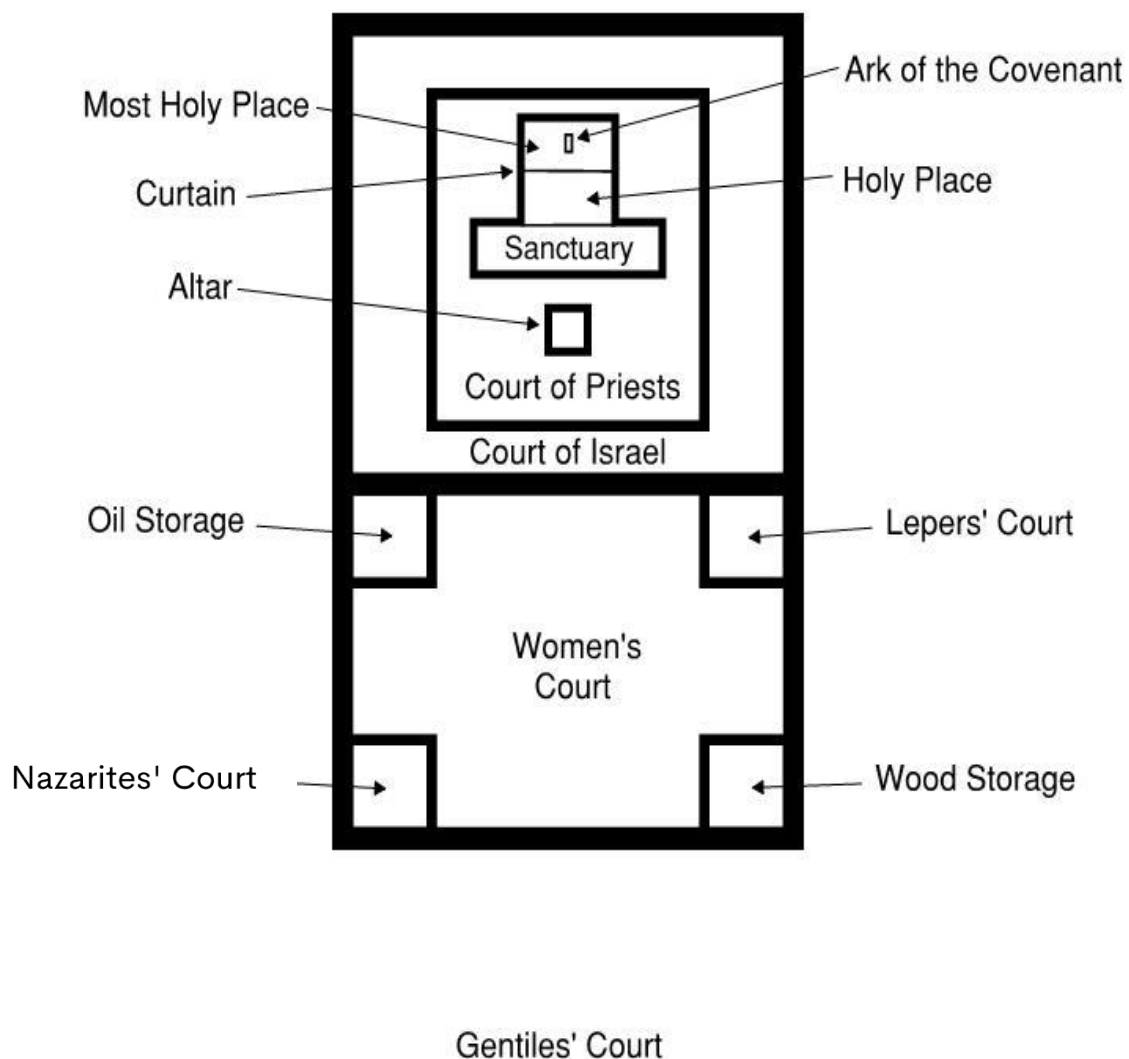 Ark of the Covenant
Most Holy Place
Curtain
Holy Place
Sanctuary
Altar
Court of Priests
Court of Israel
Oil Storage
Lepers' Court
Women's
Court
Nazarites' Court
Wood Storage
Gentiles' Court